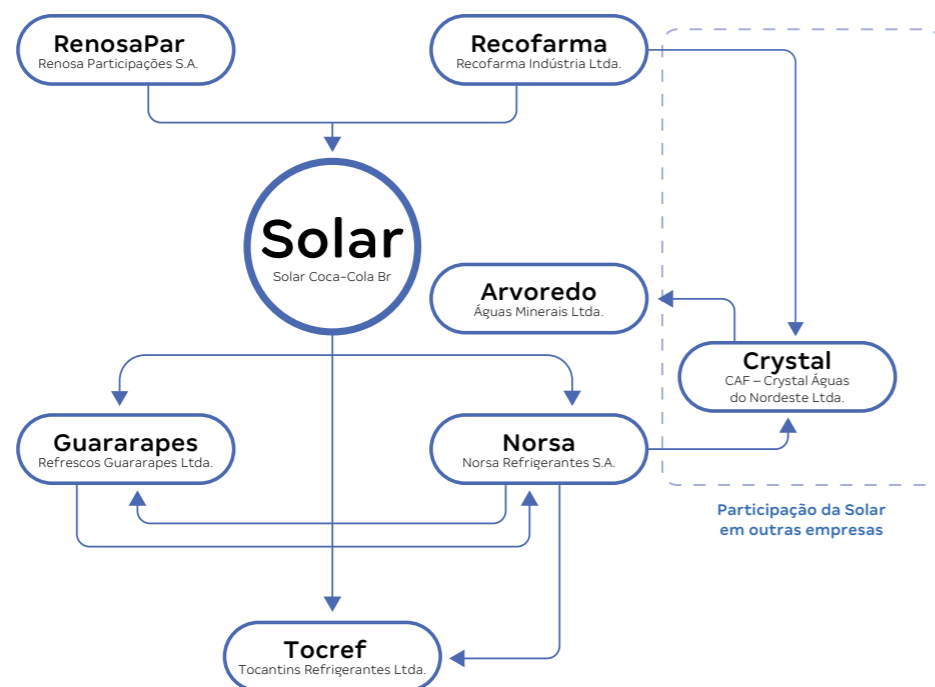 RenosaPar
Renosa Participações S.A.
Recofarma
Recofarma Indústria Ltda.
Solar
Solar Coca-Cola Br
Arvoredo
Águas Minerais Ltda.
Crystal
CAF – Crystal Águas
do Nordeste Ltda.
Guararapes
Refrescos Guararapes Ltda.
Norsa
Norsa Refrigerantes S.A.
Participação da Solar
em outras empresas
Tocref
Tocantins Refrigerantes Ltda.